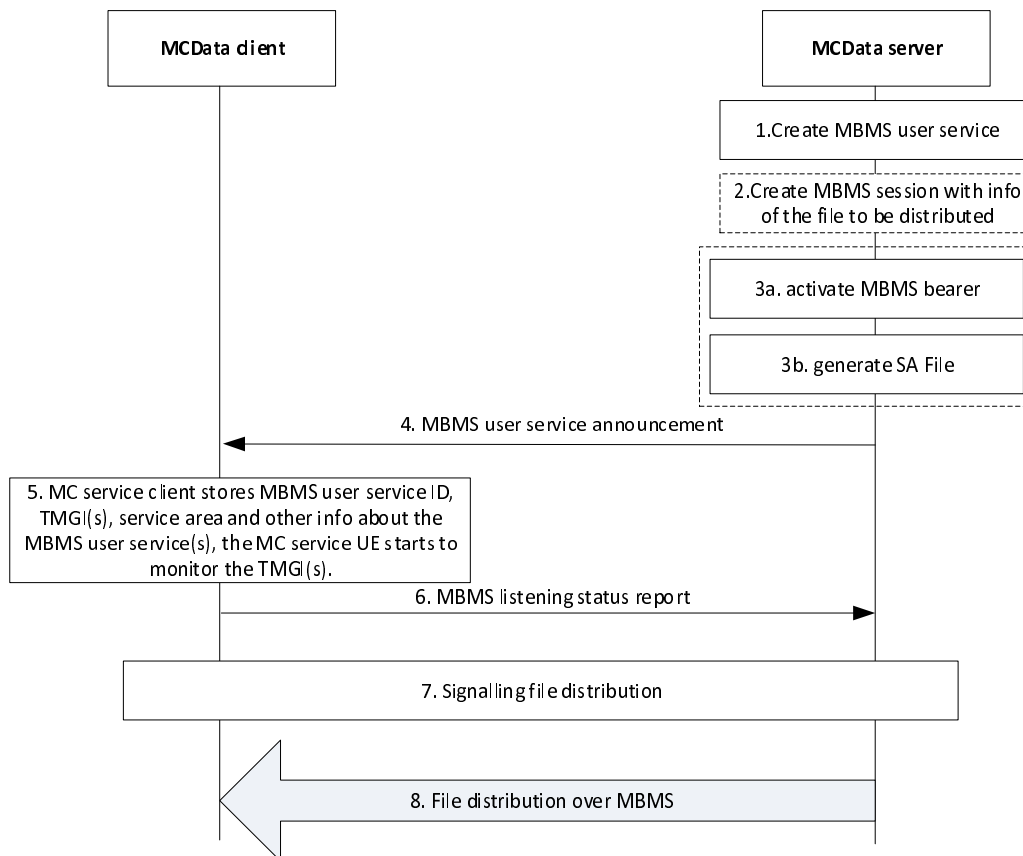 MCData client
MCData server
1.Create MBMS user service
2.Create MBMS session with info
of the file to be distributed
3a. activate MBMS bearer
3b. generate SA File
4. MBMS user service announcement
5. MC service client stores MBMS user service ID,
TMGI(s), service area and other info about the
MBMS user service(s), the MC service UE starts to
monitor the TMGI(s).
6. MBMS listening status report
7. Signalling file distribution
8. File distribution over MBMS